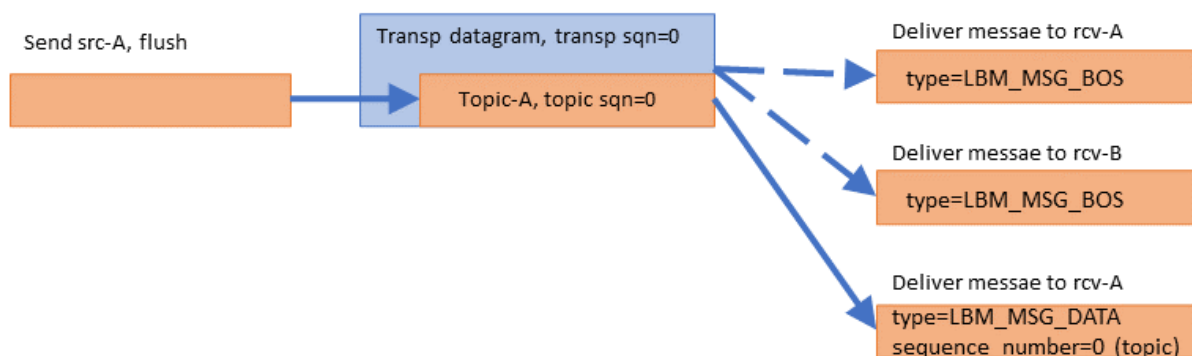 Send src-A, flush
Transp datagram, transp sqn=0
Topic-A, topic sqn=0
Deliver messae to rcv-A
type=LBM_MSG_BOS
Deliver messae to rcv-B
type=LBM_MSG_BOS
Deliver messae to rcv-A
type=LBM_MSG_DATA
sequence_number=0 (topic)